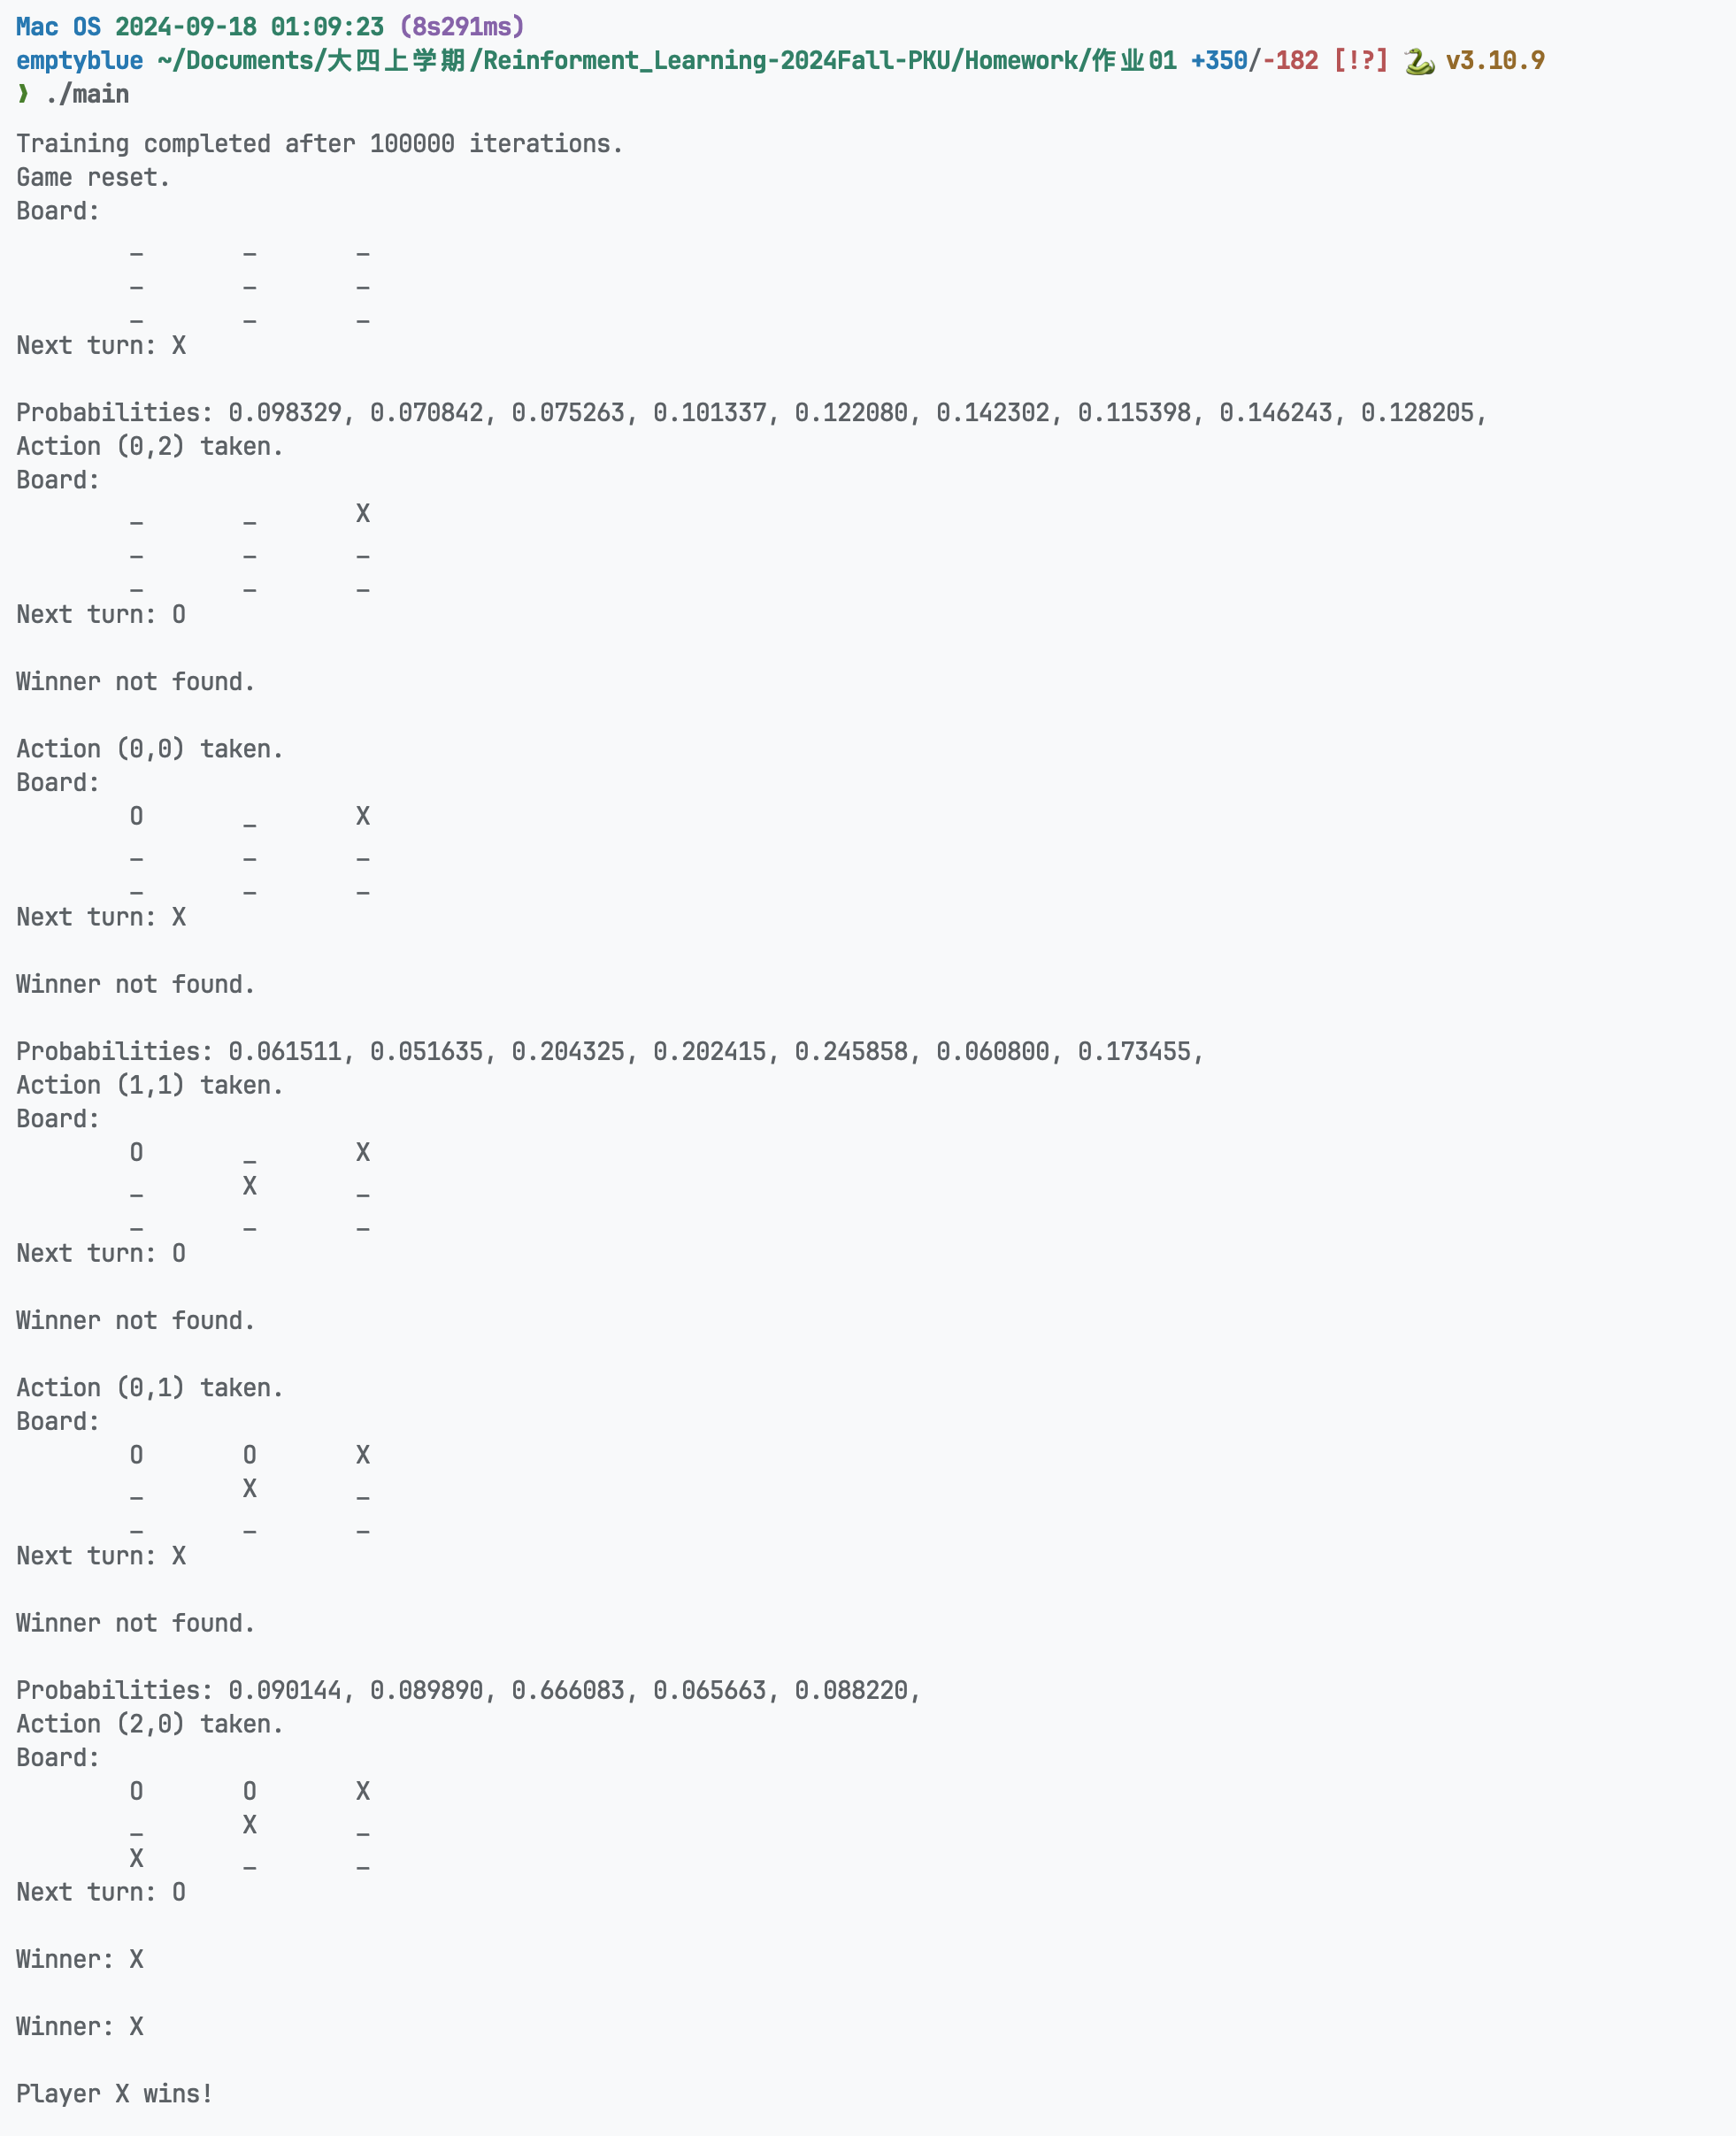 Mac OS 2024-09-18 01:09:23 (8s291ms)
emptyblue ~/Documents/大四上学期/Reinforment_Learning-2024Fall-PKU/Homework/作业01 +350/-182 [!?] 🐍 v3.10.9
❱ ./main
Training completed after 100000 iterations.
Game reset.
Board:
_ _ _
_ _ _
_ _ _
Next turn: X
Probabilities: 0.098329, 0.070842, 0.075263, 0.101337, 0.122080, 0.142302, 0.115398, 0.146243, 0.128205,
Action (0,2) taken.
Board:
_ _ X
_ _ _
_ _ _
Next turn: O
Winner not found.
Action (0,0) taken.
Board:
O _ X
_ _ _
_ _ _
Next turn: X
Winner not found.
Probabilities: 0.061511, 0.051635, 0.204325, 0.202415, 0.245858, 0.060800, 0.173455,
Action (1,1) taken.
Board:
O _ X
_ X _
_ _ _
Next turn: O
Winner not found.
Action (0,1) taken.
Board:
O O X
_ X _
_ _ _
Next turn: X
Winner not found.
Probabilities: 0.090144, 0.089890, 0.666083, 0.065663, 0.088220,
Action (2,0) taken.
Board:
O O X
_ X _
X _ _
Next turn: O
Winner: X
Winner: X
Player X wins!